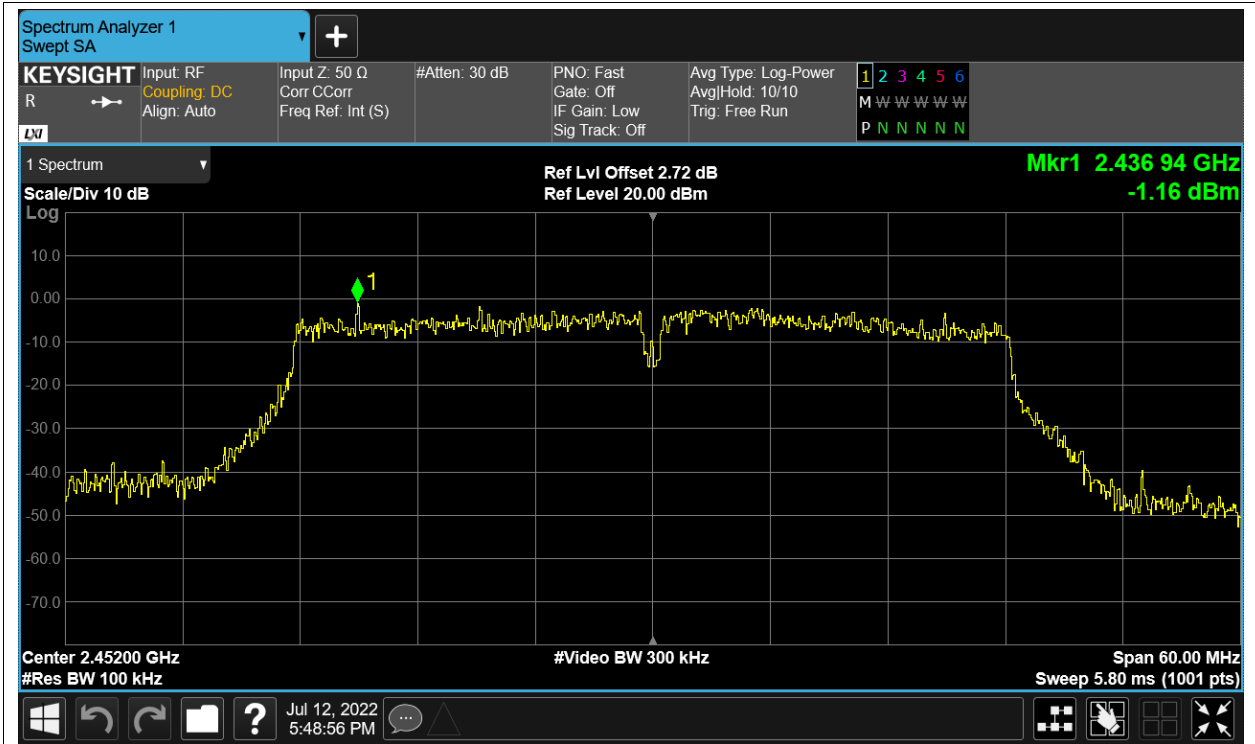 Spectrum Analyzer 1
Swept SA
KEYSIGHT
R
LXI
Input: RF
Coupling: DC
Align: Auto
Input Z: 50 Ω
Corr CCorr
Freq Ref: Int (S)
#Atten: 30 dB
PNO: Fast
Gate: Off
IF Gain: Low
Sig Track: Off
Avg Type: Log-Power
Avg|Hold: 10/10
Trig: Free Run
1 2 3 4 5 6
M W W W W W
P N N N N N
1 Spectrum
Scale/Div 10 dB
Log
Ref Lvl Offset 2.72 dB
Ref Level 20.00 dBm
Mkr1 2.436 94 GHz
-1.16 dBm
1
10.0
0.00
-10.0
-20.0
-30.0
-40.0
-50.0
-60.0
-70.0
Center 2.45200 GHz
#Res BW 100 kHz
#Video BW 300 kHz
Span 60.00 MHz
Sweep 5.80 ms (1001 pts)
?
Jul 12, 2022
5:48:56 PM